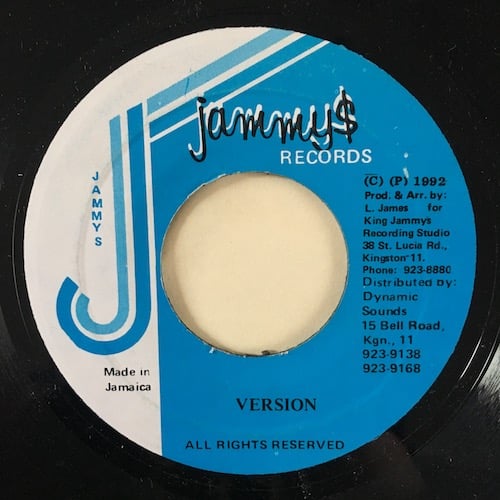 jammy$
RECORDS
JAMMYS
(C) (P) 1992
Prod. & Arr. by:
L. James for
King Jammys
Recording Studio
38 St. Lucia Rd.,
Kingston-11.
Phone: 923-8880
Distributed by:
Dynamic
Sounds
15 Bell Road,
Kgn., 11
923-9138
923-9168
Made in
Jamaica
VERSION
ALL RIGHTS RESERVED